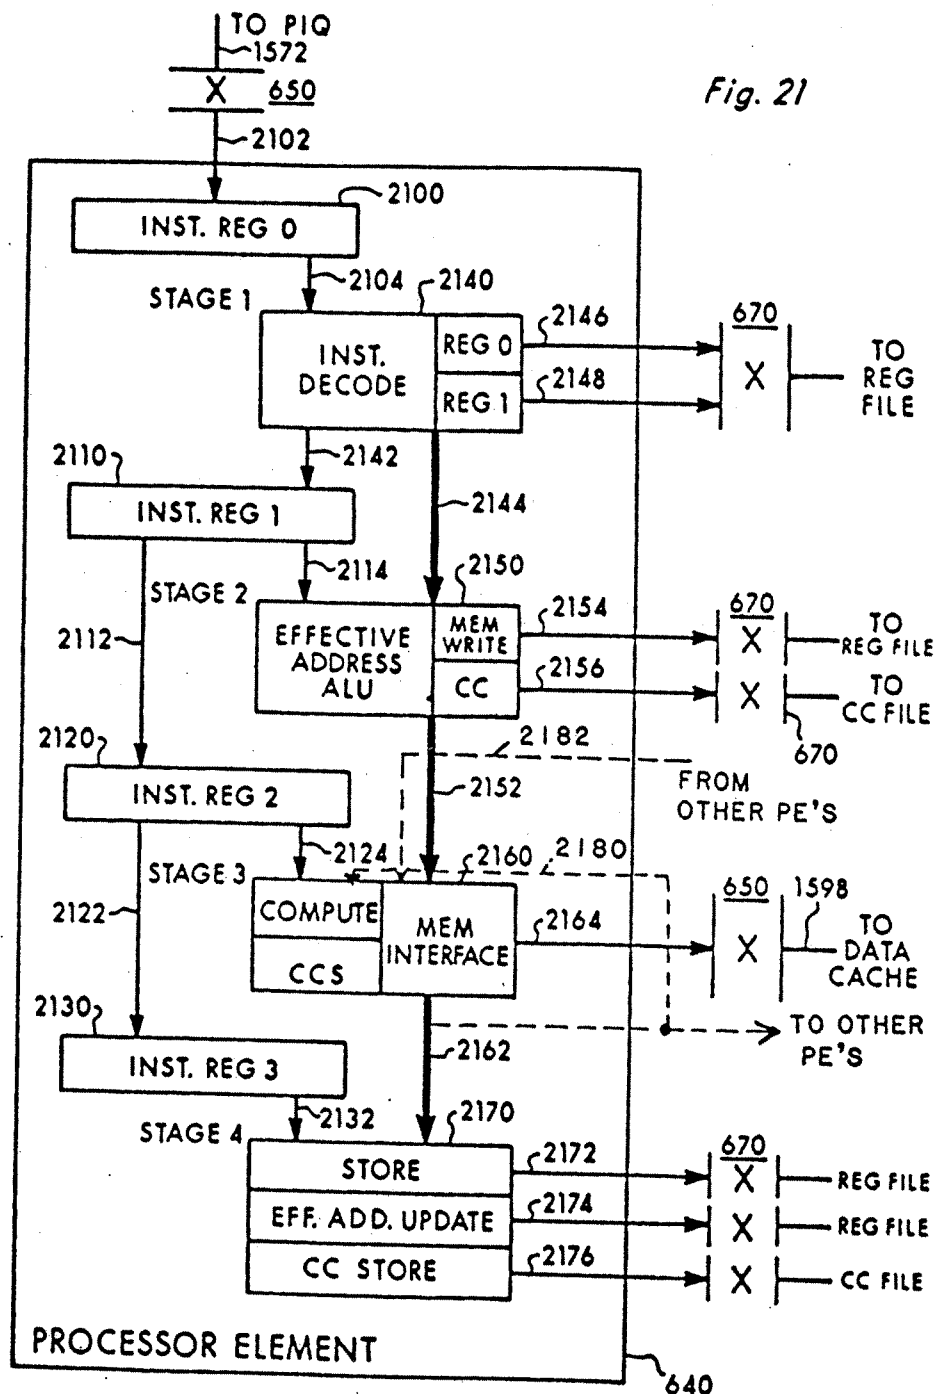 TO PIQ
1572
X 650
Fig. 21
2102
2100
INST. REG 0
2104 2140
STAGE 1
2146
670
INST.
DECODE
REG 0
REG 1
2148
X
TO
REG
FILE
2142
2110
INST. REG 1
2144
2114
2150
STAGE 2
2154
670
2112
EFFECTIVE
ADDRESS
ALU
MEM
WRITE
CC
2156
X
X
TO
REG FILE
TO
CC FILE
670
2182
2120
2152
FROM
OTHER PE'S
INST. REG 2
2124
2160
2180
STAGE 3
650
1598
2122
COMPUTE
CCS
MEM
INTERFACE
2164
X
TO
DATA
CACHE
2130
2162
TO OTHER
PE'S
INST. REG 3
2132
2170
STAGE 4
670
STORE
2172
X
REG FILE
EFF. ADD. UPDATE
2174
X
REG FILE
CC STORE
2176
X
CC FILE
PROCESSOR ELEMENT
640